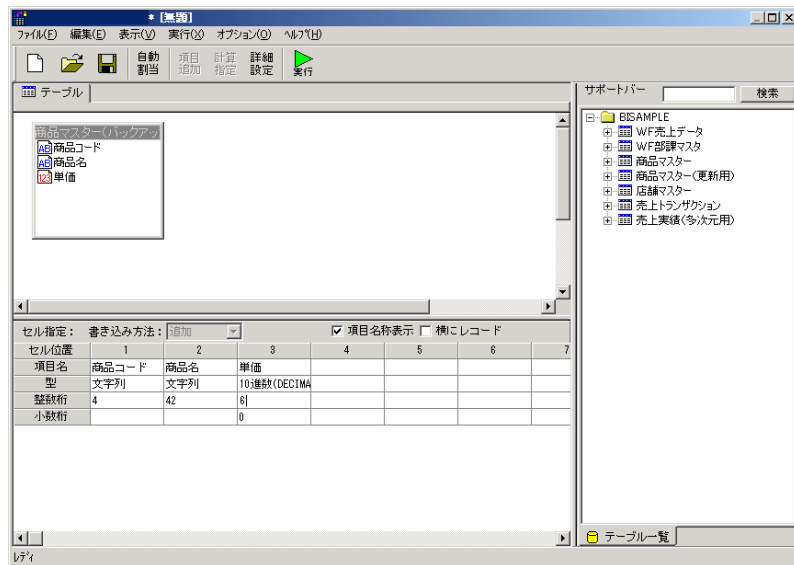 * [無題]
ファイル(F) 編集(E) 表示(V) 実行(X) オプション(O) ヘルプ(H)
自動割当 項目追加 計算指定 詳細設定 実行
テーブル
サポートバー 検索
商品マスター(バックアッ
AB 商品コード
AB 商品名
123 単価
BISAMPLE
WF売上データ
WF部課マスタ
商品マスター
商品マスター(更新用)
店舗マスター
売上トランザクション
売上実績(多次元用)
セル指定: 書き込み方法: 追加 項目名称表示 横にレコード
セル位置 1 2 3 4 5 6 7
項目名 商品コード 商品名 単価
型 文字列 文字列 10進数(DECIMA
整数桁 4 42 6
小数桁 0
テーブル一覧
レディ